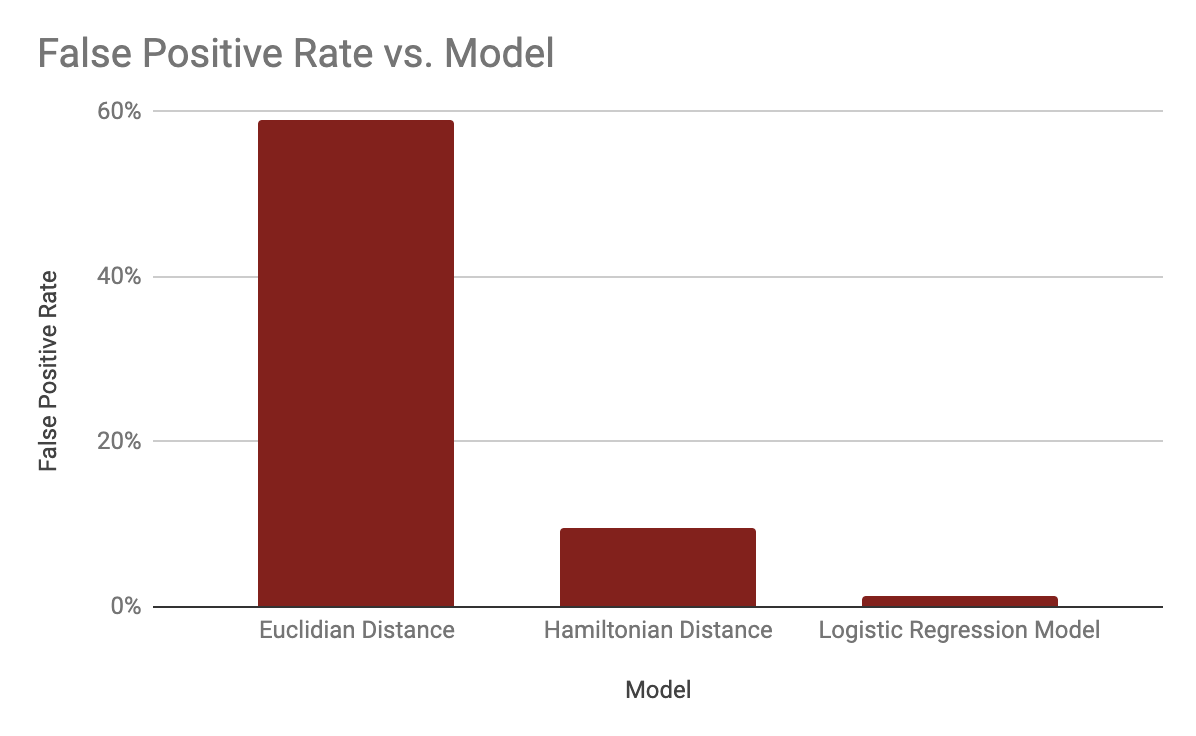 False Positive Rate vs. Model
60%
40%
20%
0%
False Positive Rate
Euclidian Distance
Hamiltonian Distance
Logistic Regression Model
Model